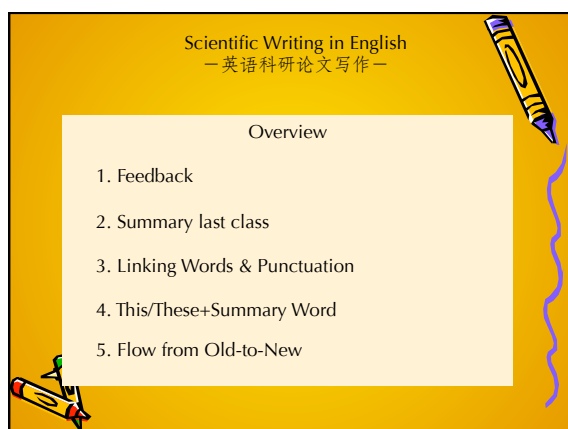 Scientific Writing in English
－英语科研论文写作－
Overview
1. Feedback
2. Summary last class
3. Linking Words & Punctuation
4. This/These+Summary Word
5. Flow from Old-to-New